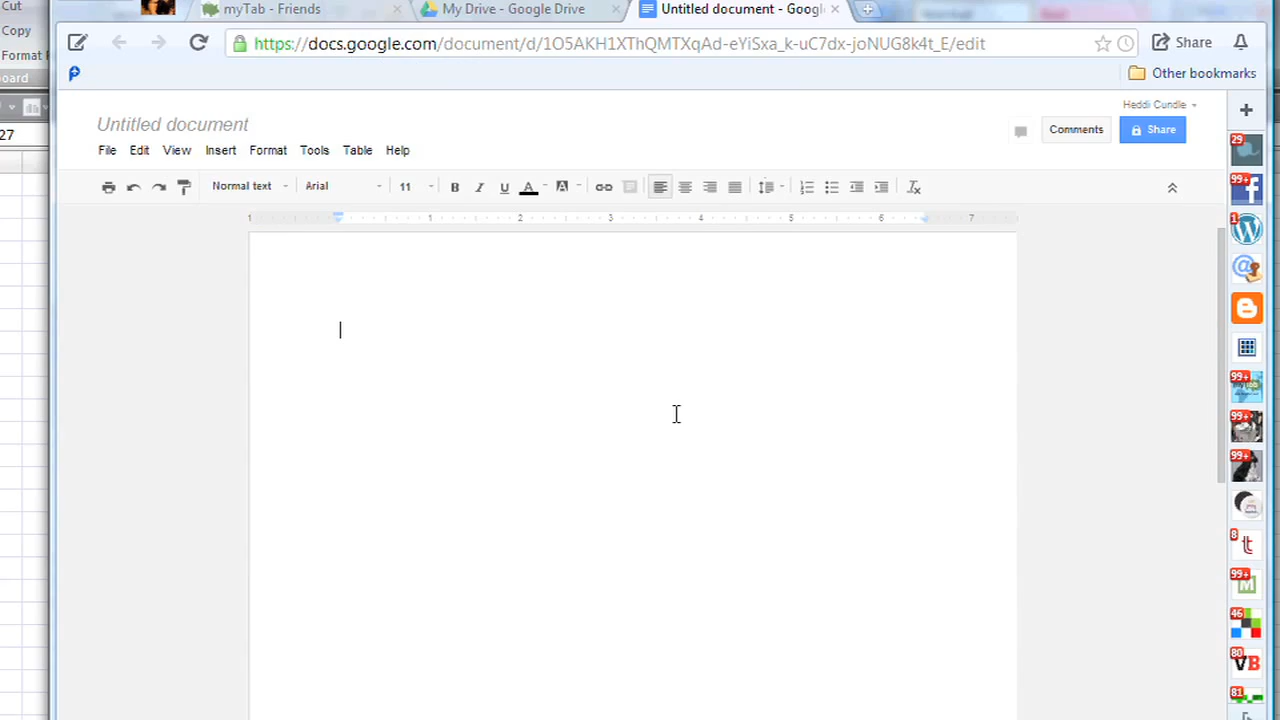 Cut
myTab - Friends
My Drive - Google Drive
Untitled document - Googl
Copy
https://docs.google.com/document/d/1O5AKH1XThQMTXqAd-eYiSxa_k-uC7dx-joNUG8k4t_E/edit
Share
Format
oard
Other bookmarks
27
Untitled document
Heddi Cundle
Comments
Share
File Edit View Insert Format Tools Table Help
Normal text Arial 11 B I U A A
1 1 2 3 4 5 6 7
29
99+
f
1
W
@
99+
99+
99+
8
t
99+
M
46
80
VB
81